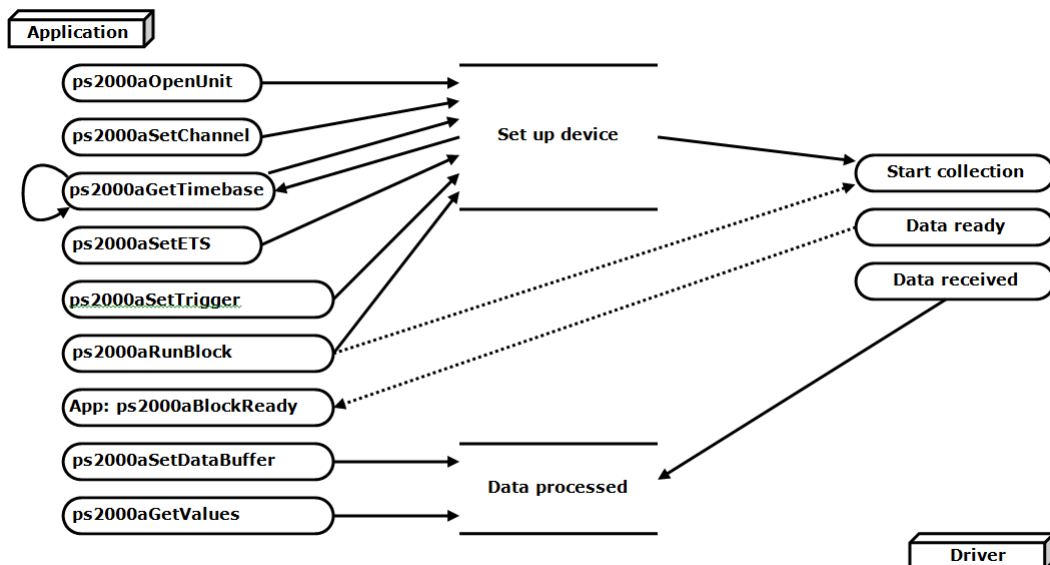 Application
ps2000aOpenUnit
ps2000aSetChannel
ps2000aGetTimebase
ps2000aSetETS
ps2000aSetTrigger
ps2000aRunBlock
App: ps2000aBlockReady
ps2000aSetDataBuffer
ps2000aGetValues
Set up device
Data processed
Start collection
Data ready
Data received
Driver